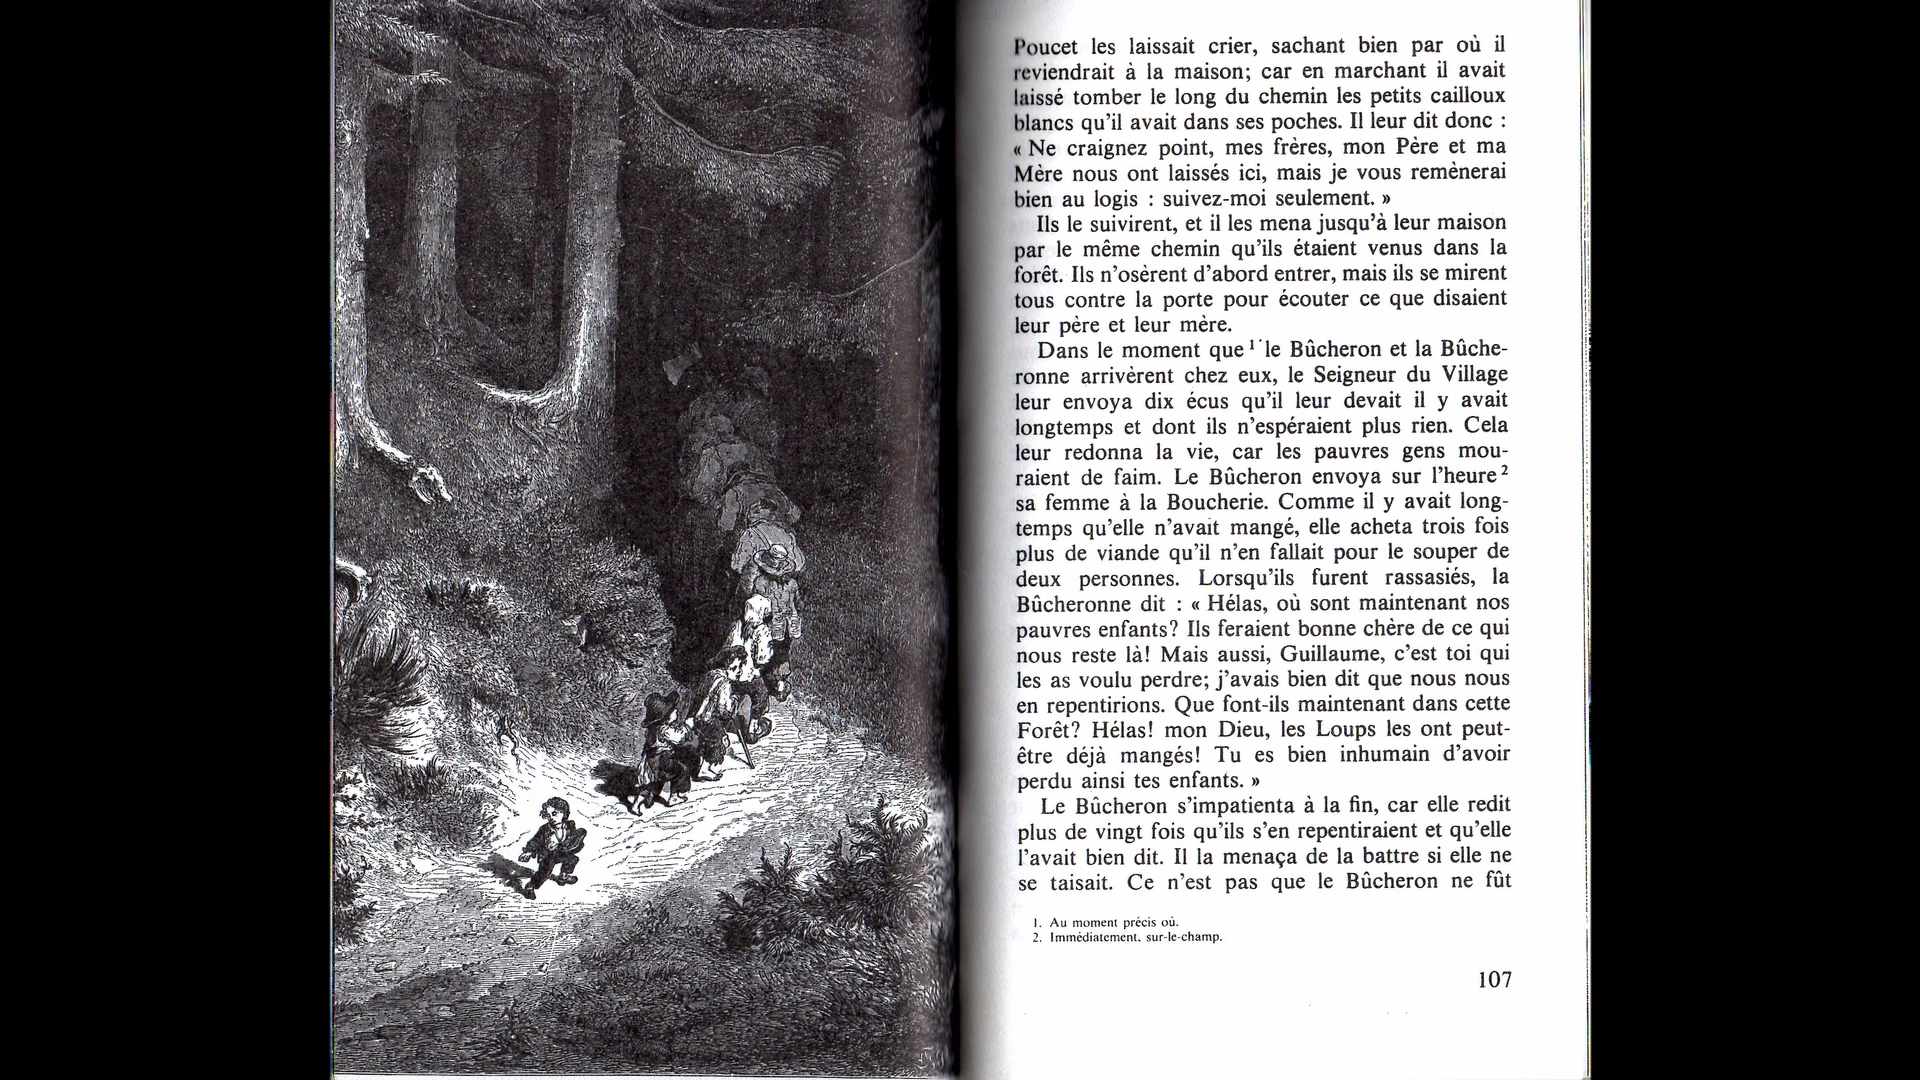 Poucet les laissait crier, sachant bien par où il
reviendrait à la maison; car en marchant il avait
laissé tomber le long du chemin les petits cailloux
blancs qu'il avait dans ses poches. Il leur dit donc :
« Ne craignez point, mes frères, mon Père et ma
Mère nous ont laissés ici, mais je vous remènerai
bien au logis : suivez-moi seulement. »
Ils le suivirent, et il les mena jusqu'à leur maison
par le même chemin qu'ils étaient venus dans la
forêt. Ils n'osèrent d'abord entrer, mais ils se mirent
tous contre la porte pour écouter ce que disaient
leur père et leur mère.
Dans le moment que¹ le Bûcheron et la Bûche-
ronne arrivèrent chez eux, le Seigneur du Village
leur envoya dix écus qu'il leur devait il y avait
longtemps et dont ils n'espéraient plus rien. Cela
leur redonna la vie, car les pauvres gens mou-
raient de faim. Le Bûcheron envoya sur l'heure²
sa femme à la Boucherie. Comme il y avait long-
temps qu'elle n'avait mangé, elle acheta trois fois
plus de viande qu'il n'en fallait pour le souper de
deux personnes. Lorsqu'ils furent rassasiés, la
Bûcheronne dit : « Hélas, où sont maintenant nos
pauvres enfants? Ils feraient bonne chère de ce qui
nous reste là! Mais aussi, Guillaume, c'est toi qui
les as voulu perdre; j'avais bien dit que nous nous
en repentirions. Que font-ils maintenant dans cette
Forêt? Hélas! mon Dieu, les Loups les ont peut-
être déjà mangés! Tu es bien inhumain d'avoir
perdu ainsi tes enfants. »
Le Bûcheron s'impatienta à la fin, car elle redit
plus de vingt fois qu'ils s'en repentiraient et qu'elle
l'avait bien dit. Il la menaça de la battre si elle ne
se taisait. Ce n'est pas que le Bûcheron ne fût
1. Au moment précis où.
2. Immédiatement, sur-le-champ.
107